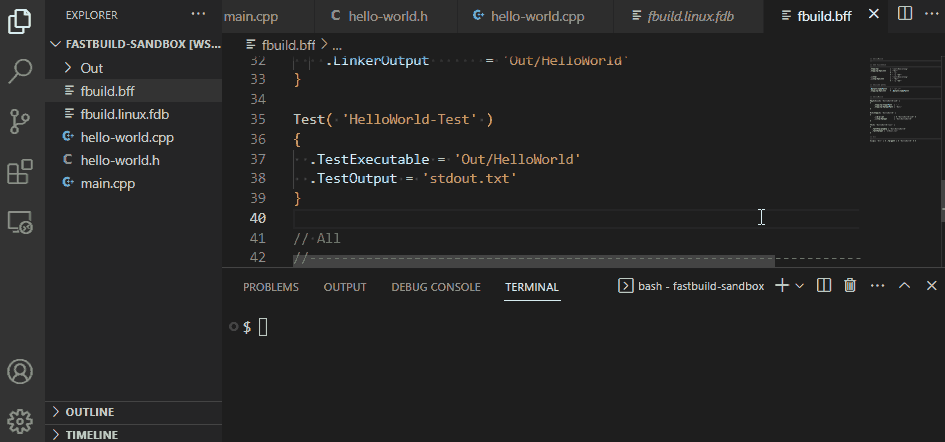 EXPLORER
FASTBUILD-SANDBOX [WS...
Out
fbuild.bff
fbuild.linux.fdb
hello-world.cpp
hello-world.h
main.cpp
OUTLINE
TIMELINE
main.cpp
hello-world.h
hello-world.cpp
fbuild.linux.fdb
fbuild.bff
fbuild.bff > ...
32 .LinkerOutput = 'Out/HelloWorld'
33 }
34
35 Test( 'HelloWorld-Test' )
36 {
37 .TestExecutable = 'Out/HelloWorld'
38 .TestOutput = 'stdout.txt'
39 }
40
41 // All
42 //------------------------------------------------------------
PROBLEMS OUTPUT DEBUG CONSOLE TERMINAL
bash - fastbuild-sandbox
$